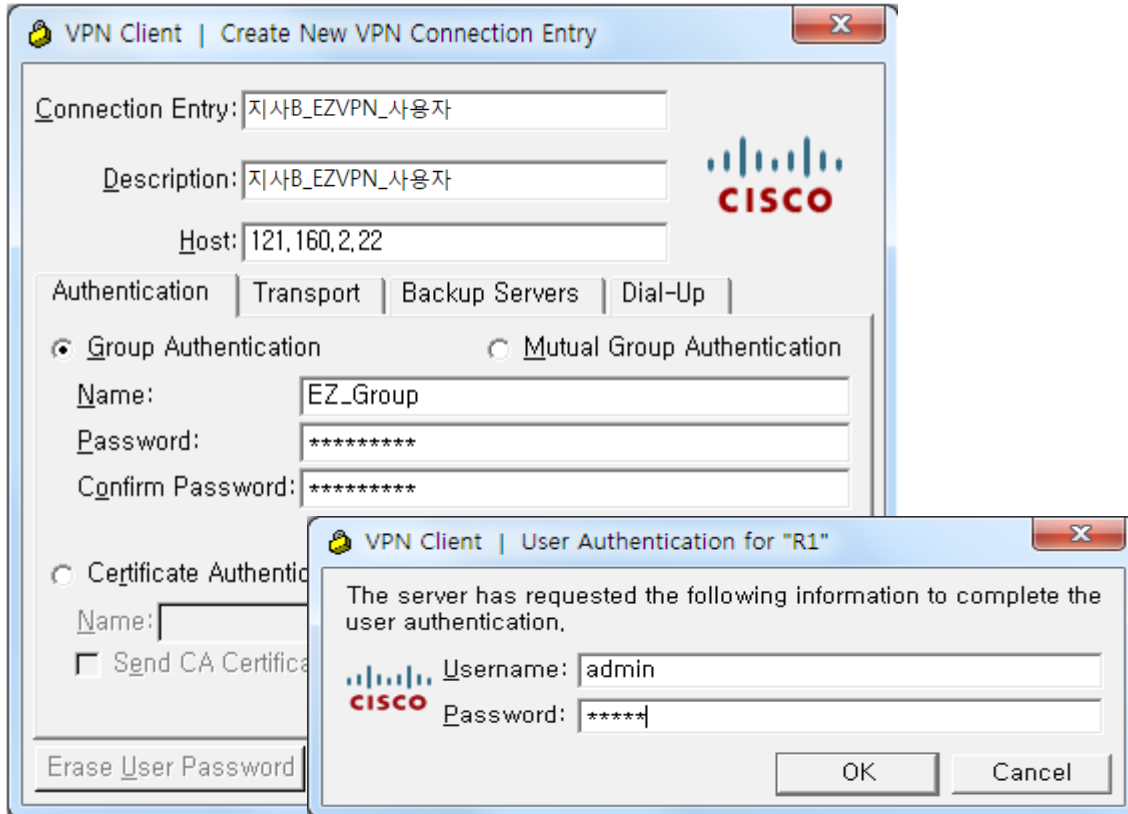 VPN Client | Create New VPN Connection Entry
Connection Entry: 지사B_EZVPN_사용자
Description: 지사B_EZVPN_사용자
CISCO
Host: 121,160,2,22
Authentication Transport Backup Servers Dial-Up
Group Authentication Mutual Group Authentication
Name: EZ_Group
Password: *********
Confirm Password: *********
Certificate Authentic
Name:
Send CA Certifica
Erase User Password
VPN Client | User Authentication for "R1"
The server has requested the following information to complete the
user authentication,
CISCO
Username: admin
Password: *****
OK Cancel